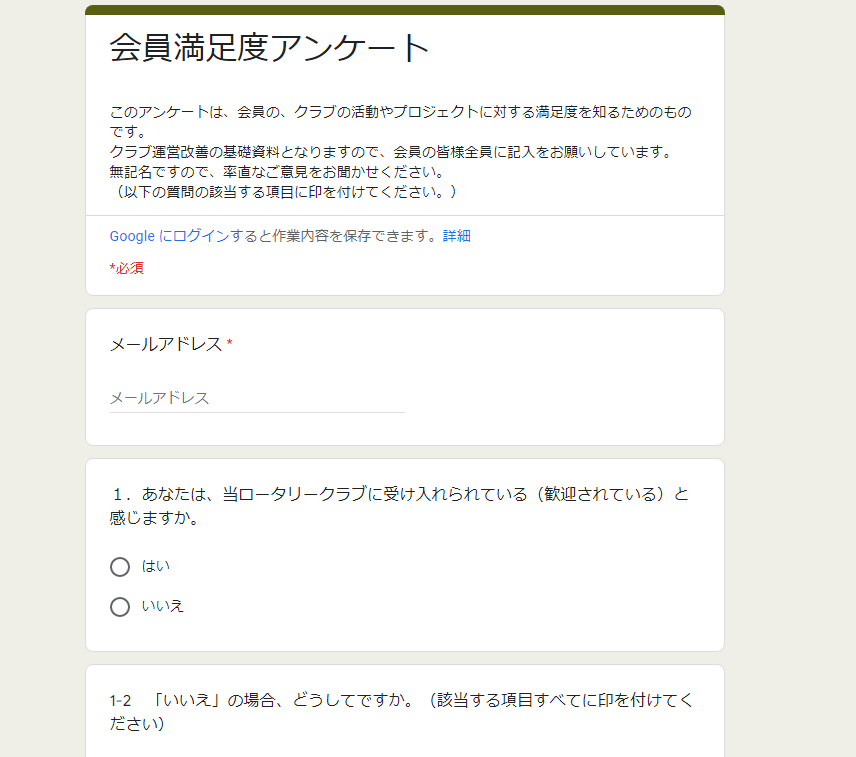 会員満足度アンケート
このアンケートは、会員の、クラブの活動やプロジェクトに対する満足度を知るためのもの
です。
クラブ運営改善の基礎資料となりますので、会員の皆様全員に記入をお願いしています。
無記名ですので、率直なご意見をお聞かせください。
（以下の質問の該当する項目に印を付けてください。）
Google にログインすると作業内容を保存できます。詳細
*必須
メールアドレス *
メールアドレス
１．あなたは、当ロータリークラブに受け入れられている（歓迎されている）と
感じますか。
はい
いいえ
1-2　「いいえ」の場合、どうしてですか。（該当する項目すべてに印を付けてく
ださい）